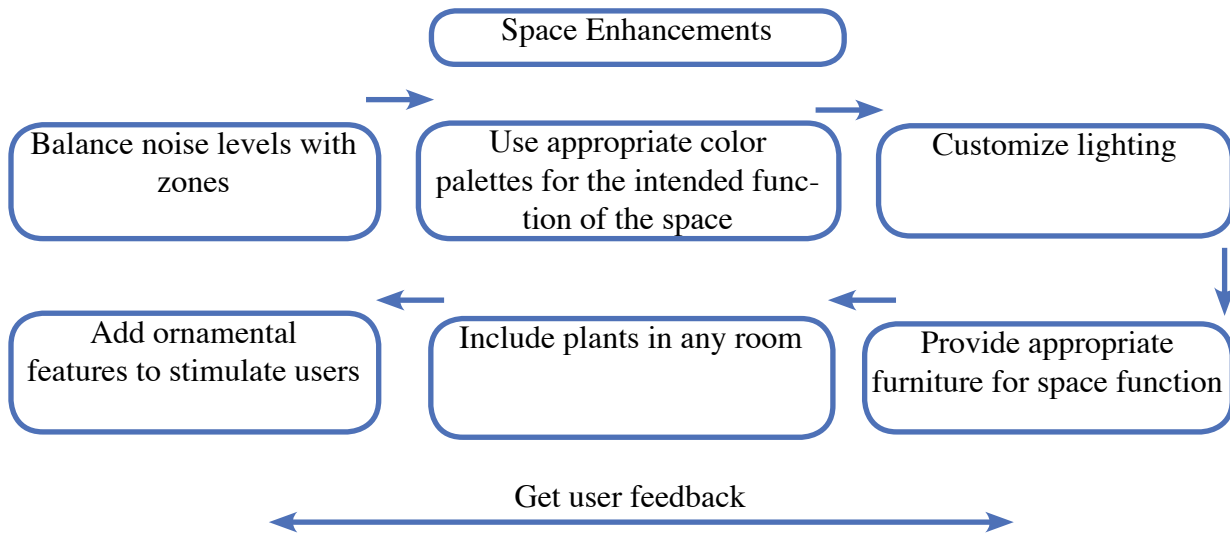 Space Enhancements
Balance noise levels with
zones
Use appropriate color
palettes for the intended func-
tion of the space
Customize lighting
Provide appropriate
furniture for space function
Include plants in any room
Add ornamental
features to stimulate users
Get user feedback